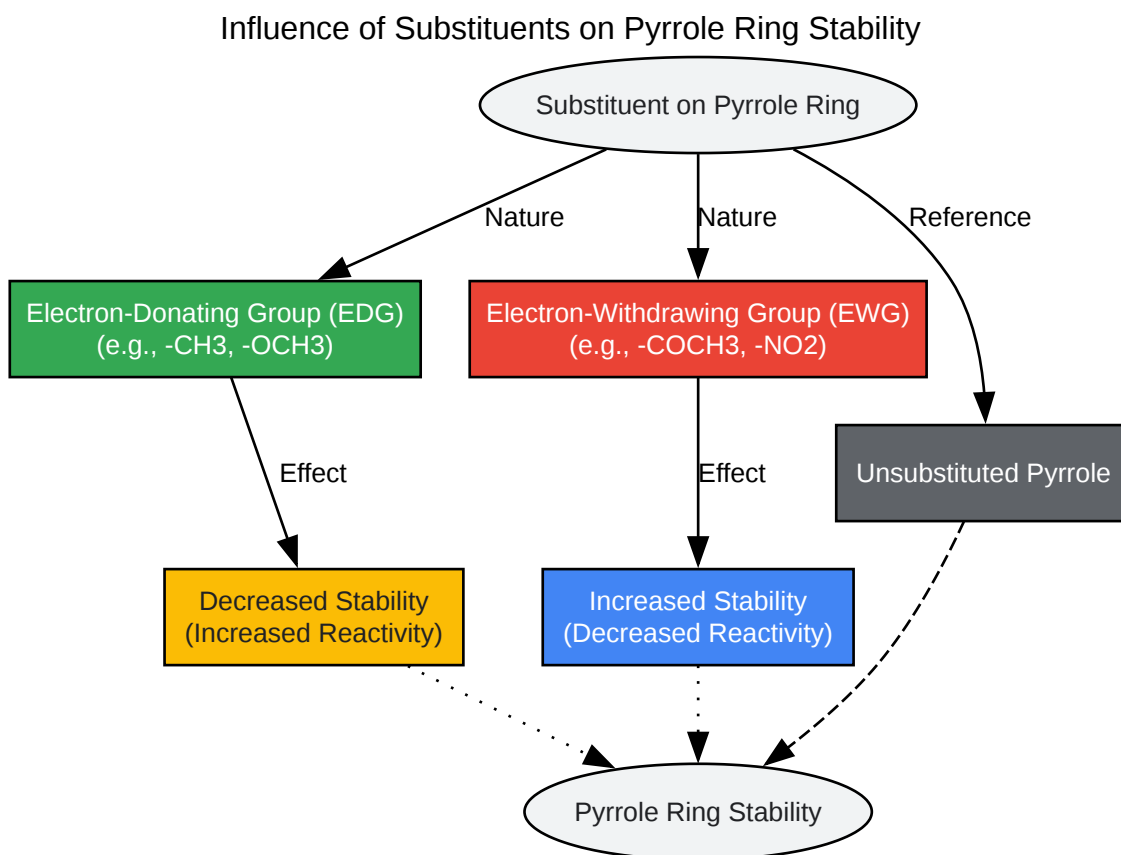 Influence of Substituents on Pyrrole Ring Stability
Substituent on Pyrrole Ring
Nature
Nature
Reference
Electron-Donating Group (EDG)
(e.g., -CH3, -OCH3)
Electron-Withdrawing Group (EWG)
(e.g., -COCH3, -NO2)
Effect
Effect
Unsubstituted Pyrrole
Decreased Stability
(Increased Reactivity)
Increased Stability
(Decreased Reactivity)
Pyrrole Ring Stability